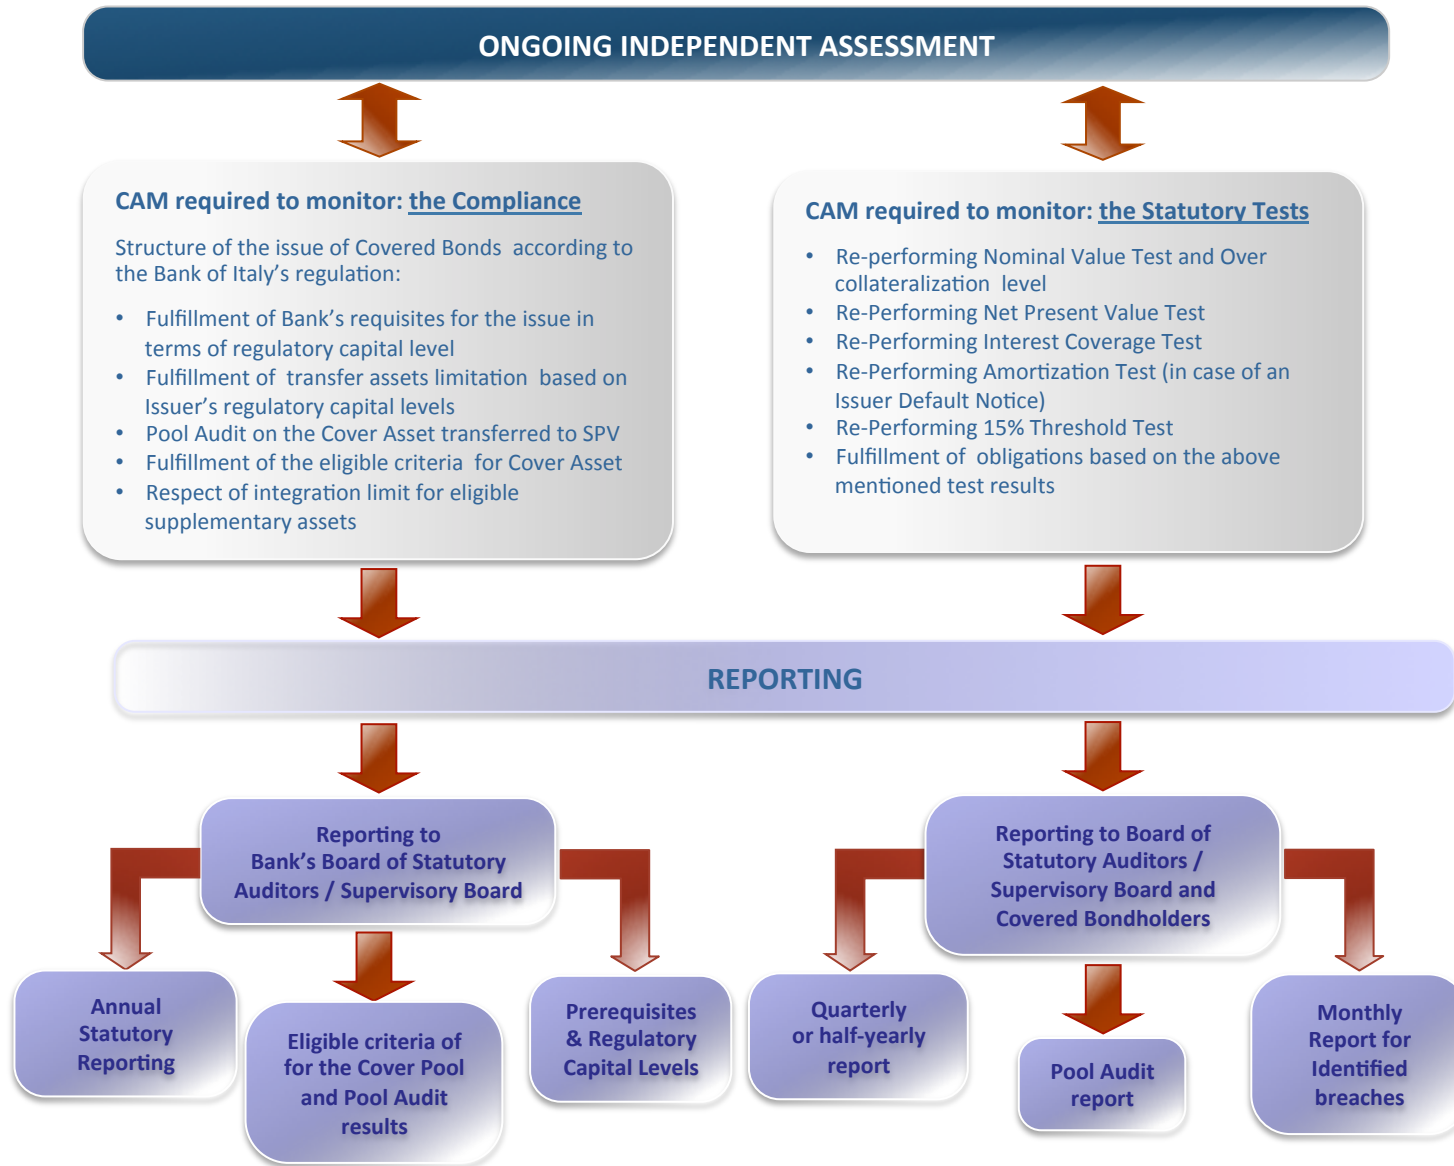 ONGOING INDEPENDENT ASSESSMENT
CAM required to monitor: the Compliance
Structure of the issue of Covered Bonds according to
the Bank of Italy’s regulation:
• Fulfillment of Bank’s requisites for the issue in
terms of regulatory capital level
• Fulfillment of transfer assets limitation based on
Issuer’s regulatory capital levels
• Pool Audit on the Cover Asset transferred to SPV
• Fulfillment of the eligible criteria for Cover Asset
• Respect of integration limit for eligible
supplementary assets
CAM required to monitor: the Statutory Tests
• Re-performing Nominal Value Test and Over
collateralization level
• Re-Performing Net Present Value Test
• Re-Performing Interest Coverage Test
• Re-Performing Amortization Test (in case of an
Issuer Default Notice)
• Re-Performing 15% Threshold Test
• Fulfillment of obligations based on the above
mentioned test results
REPORTING
Reporting to
Bank’s Board of Statutory
Auditors / Supervisory Board
Reporting to Board of
Statutory Auditors /
Supervisory Board and
Covered Bondholders
Annual
Statutory
Reporting
Eligible criteria of
for the Cover Pool
and Pool Audit
results
Prerequisites
& Regulatory
Capital Levels
Quarterly
or half-yearly
report
Pool Audit
report
Monthly
Report for
Identified
breaches